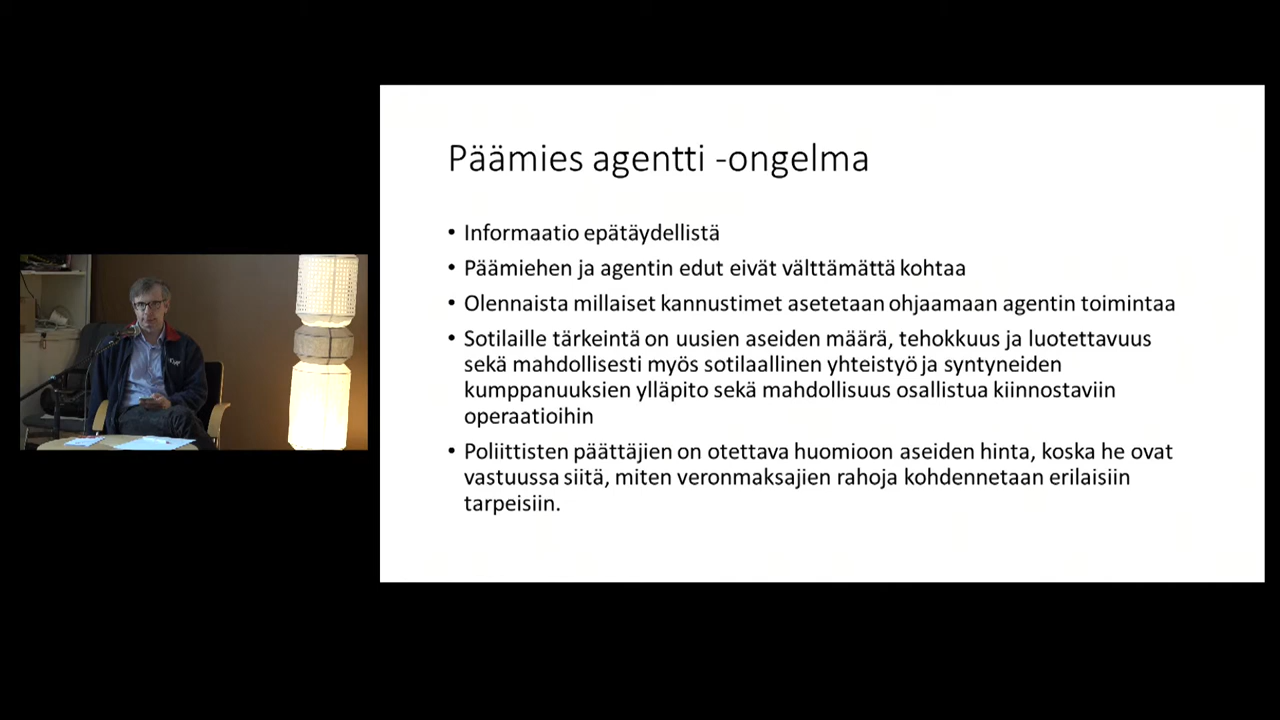 Päämies agentti -ongelma
• Informaatio epätäydellistä
• Päämiehen ja agentin edut eivät välttämättä kohtaa
• Olennaista millaiset kannustimet asetetaan ohjaamaan agentin toimintaa
• Sotilaille tärkeintä on uusien aseiden määrä, tehokkuus ja luotettavuus
sekä mahdollisesti myös sotilaallinen yhteistyö ja syntyneiden
kumppanuuksien ylläpito sekä mahdollisuus osallistua kiinnostaviin
operaatioihin
• Poliittisten päättäjien on otettava huomioon aseiden hinta, koska he ovat
vastuussa siitä, miten veronmaksajien rahoja kohdennetaan erilaisiin
tarpeisiin.